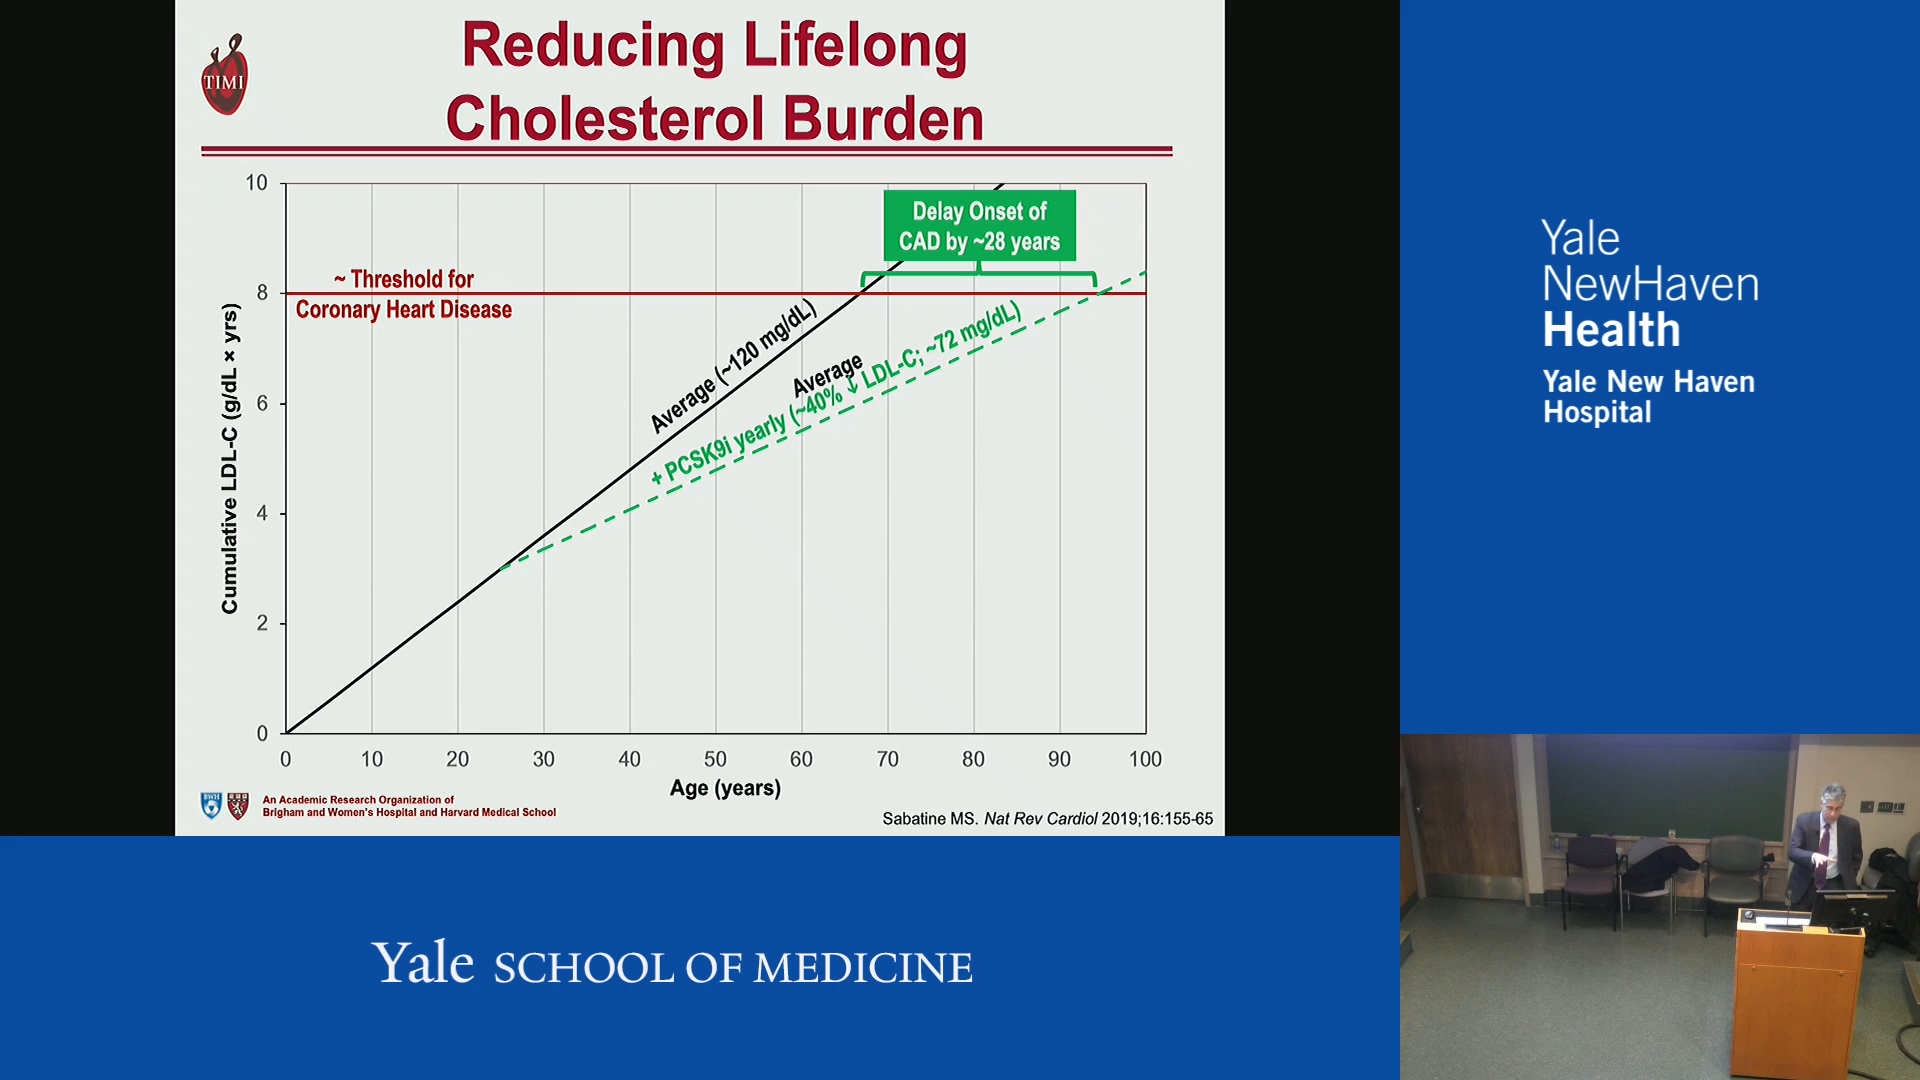 Reducing Lifelong
Cholesterol Burden
TIMI
10
8
6
4
2
0
Cumulative LDL-C (g/dL × yrs)
~ Threshold for
Coronary Heart Disease
Delay Onset of
CAD by ~28 years
Average (~120 mg/dL)
Average
+ PCSK9i yearly (~40% ↓ LDL-C; ~72 mg/dL)
0 10 20 30 40 50 60 70 80 90 100
Age (years)
BWH
An Academic Research Organization of
Brigham and Women's Hospital and Harvard Medical School
Sabatine MS. Nat Rev Cardiol 2019;16:155-65
Yale
NewHaven
Health
Yale New Haven
Hospital
Yale SCHOOL OF MEDICINE